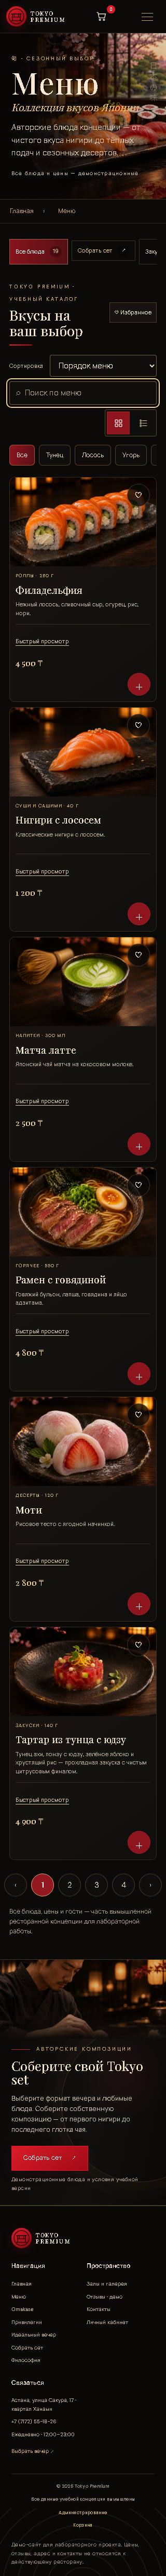 TOKYO
PREMIUM
СЕЗОННЫЙ ВЫБОР
Меню
Коллекция вкусов Японии
Авторские блюда концепции — от
чистого вкуса нигири до тёплых
подач и сезонных десертов.
Все блюда и цены — демонстрационные
Главная › Меню
Все блюда 19
Собрать сет ↗
TOKYO PREMIUM ·
УЧЕБНЫЙ КАТАЛОГ
Вкусы на
ваш выбор
♡ Избранное
Сортировка
Порядок меню
Поиск по меню
Все
Тунец
Лосось
Угорь
РОЛЛЫ · 280 Г
Филадельфия
Нежный лосось, сливочный сыр, огурец, рис,
нори.
Быстрый просмотр
4 500 ₸
+
СУШИ И САШИМИ · 40 Г
Нигири с лососем
Классические нигири с лососем.
Быстрый просмотр
1 200 ₸
+
НАПИТКИ · 300 МЛ
Матча латте
Японский чай матча на кокосовом молоке.
Быстрый просмотр
2 500 ₸
+
ГОРЯЧЕЕ · 550 Г
Рамен с говядиной
Говяжий бульон, лапша, говядина и яйцо
адзитама.
Быстрый просмотр
4 800 ₸
+
ДЕСЕРТЫ · 120 Г
Моти
Рисовое тесто с ягодной начинкой.
Быстрый просмотр
2 800 ₸
+
ЗАКУСКИ · 140 Г
Тартар из тунца с юдзу
Тунец аки, понзу с юдзу, зелёное яблоко и
хрустящий рис — прохладная закуска с чистым
цитрусовым финалом.
Быстрый просмотр
4 900 ₸
+
‹ 1 2 3 4 ›
Все блюда, цены и гости — часть вымышленной
ресторанной концепции для лабораторной
работы.
АВТОРСКИЕ КОМПОЗИЦИИ
Соберите свой Tokyo
set
Выберите формат вечера и любимые
блюда. Соберите собственную
композицию — от первого нигири до
последнего глотка чая.
Собрать сет ↗
Демонстрационные блюда и условия учебной
версии
TOKYO
PREMIUM
Навигация
Главная
Меню
Omakase
Привилегии
Идеальный вечер
Собрать сет
Философия
Пространство
Залы и галерея
Отзывы · демо
Контакты
Личный кабинет
Связаться
Астана, улица Сакура, 17 ·
квартал Ханами
+7 (7172) 55-18-26
Ежедневно · 12:00–23:00
Выбрать вечер ↗
© 2026 Tokyo Premium
Все данные учебной концепции вымышлены
Администрирование
Корзина
Демо-сайт для лабораторного проекта. Цены,
отзывы, адрес и контакты не относятся к
действующему ресторану.